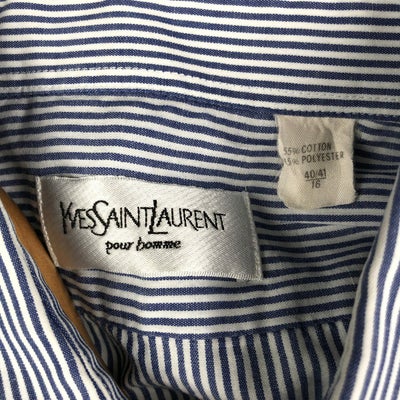 YVESSAINTLAURENT
pour homme
55% COTTON
45% POLYESTER
40/41
16